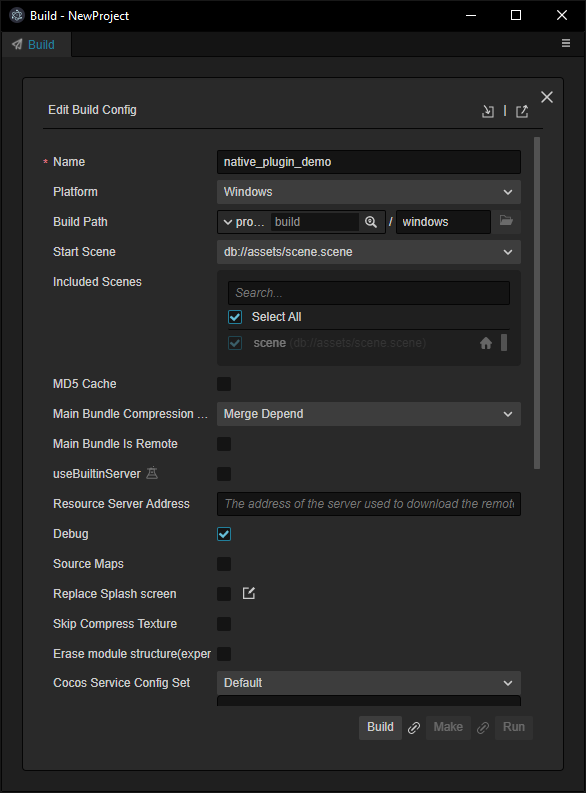 Build - NewProject
Build
Edit Build Config
* Name native_plugin_demo
Platform Windows
Build Path pro... build / windows
Start Scene db://assets/scene.scene
Included Scenes
Search...
Select All
scene (db://assets/scene.scene)
MD5 Cache
Main Bundle Compression ... Merge Depend
Main Bundle Is Remote
useBuiltinServer
Resource Server Address The address of the server used to download the remote
Debug
Source Maps
Replace Splash screen
Skip Compress Texture
Erase module structure(exper
Cocos Service Config Set Default
Build Make Run